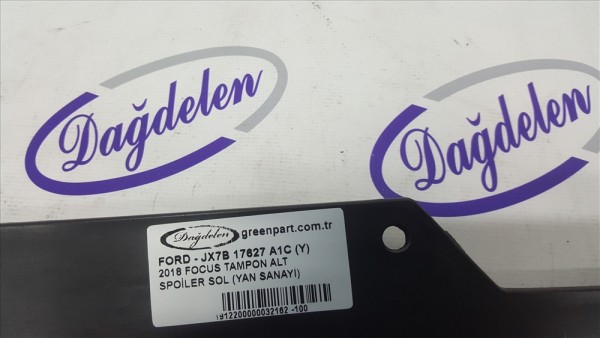 Dağdelen
Dağdelen
Dağdelen greenpart.com.tr
FORD - JX7B 17627 A1C (Y)
2018 FOCUS TAMPON ALT
SPOİLER SOL (YAN SANAYİ)
1912200000032162 -100